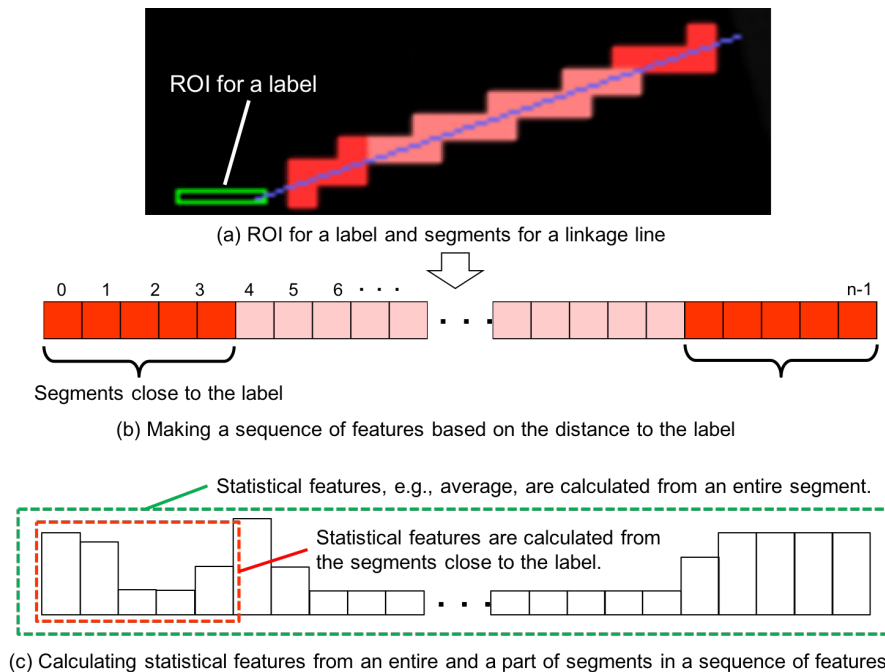 ROI for a label
(a) ROI for a label and segments for a linkage line
0 1 2 3 4 5 6 · · · n-1
· · ·
Segments close to the label
(b) Making a sequence of features based on the distance to the label
Statistical features, e.g., average, are calculated from an entire segment.
Statistical features are calculated from
the segments close to the label.
· · ·
(c) Calculating statistical features from an entire and a part of segments in a sequence of features